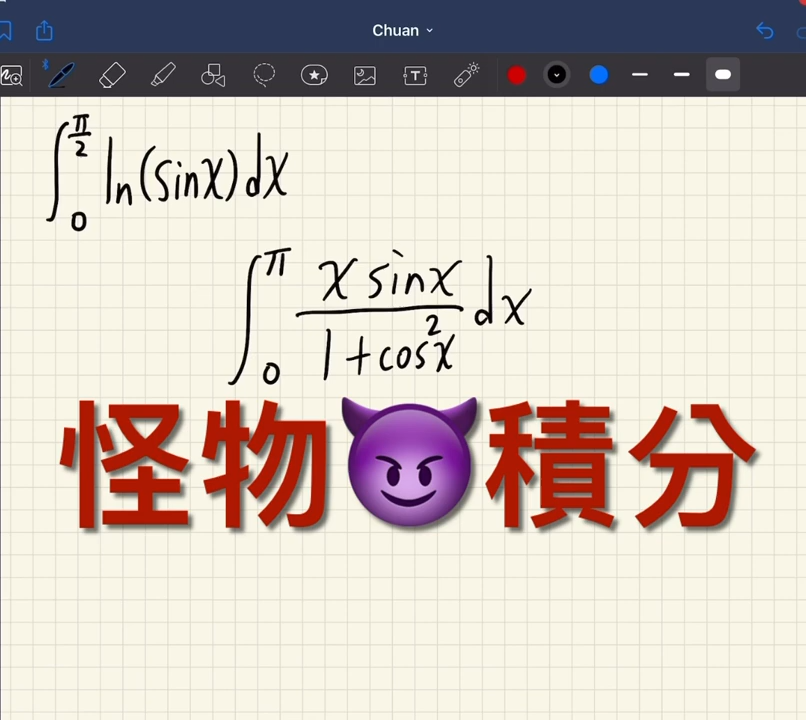 Chuan
∫₀^(π/2) ln(sinx)dx
∫₀^π (x sinx)/(1+cos²x) dx
怪物😈積分